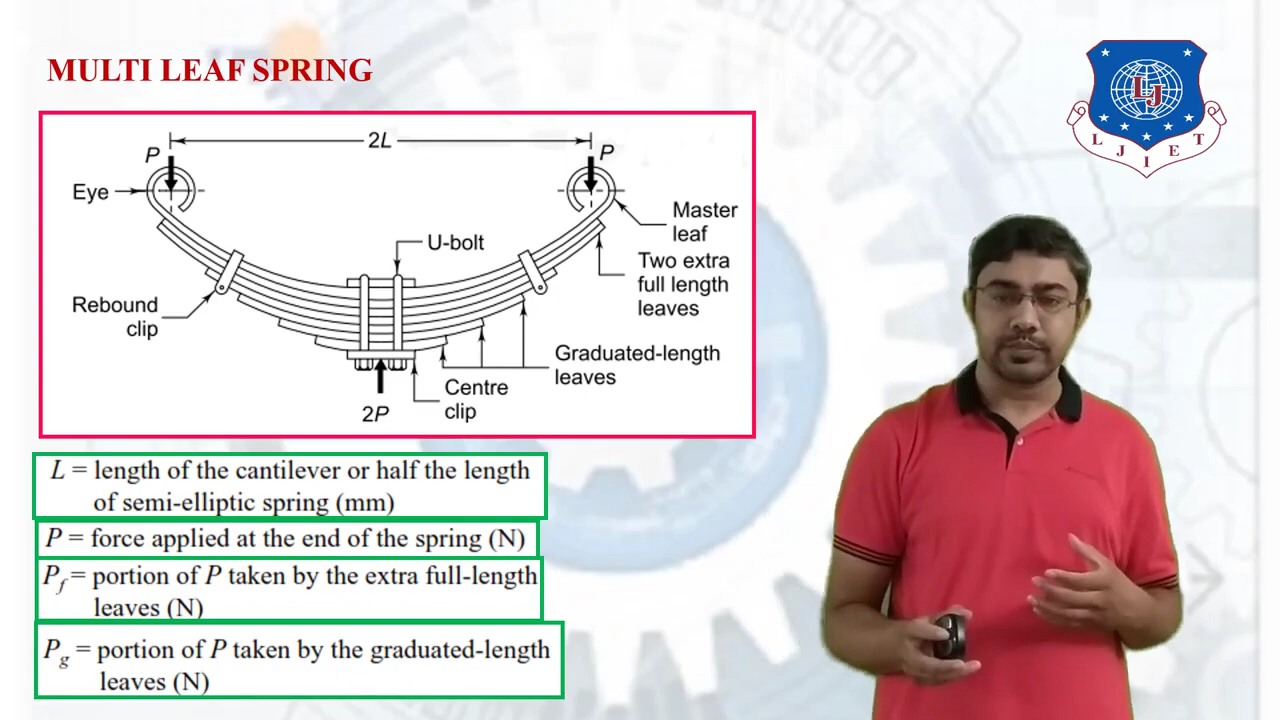 MULTI LEAF SPRING
2L
P
P
Eye
Master
leaf
U-bolt
Two extra
full length
leaves
Rebound
clip
Graduated-length
leaves
Centre
clip
2P
L = length of the cantilever or half the length
of semi-elliptic spring (mm)
P = force applied at the end of the spring (N)
Pf = portion of P taken by the extra full-length
leaves (N)
Pg = portion of P taken by the graduated-length
leaves (N)
LJ
L J I E T